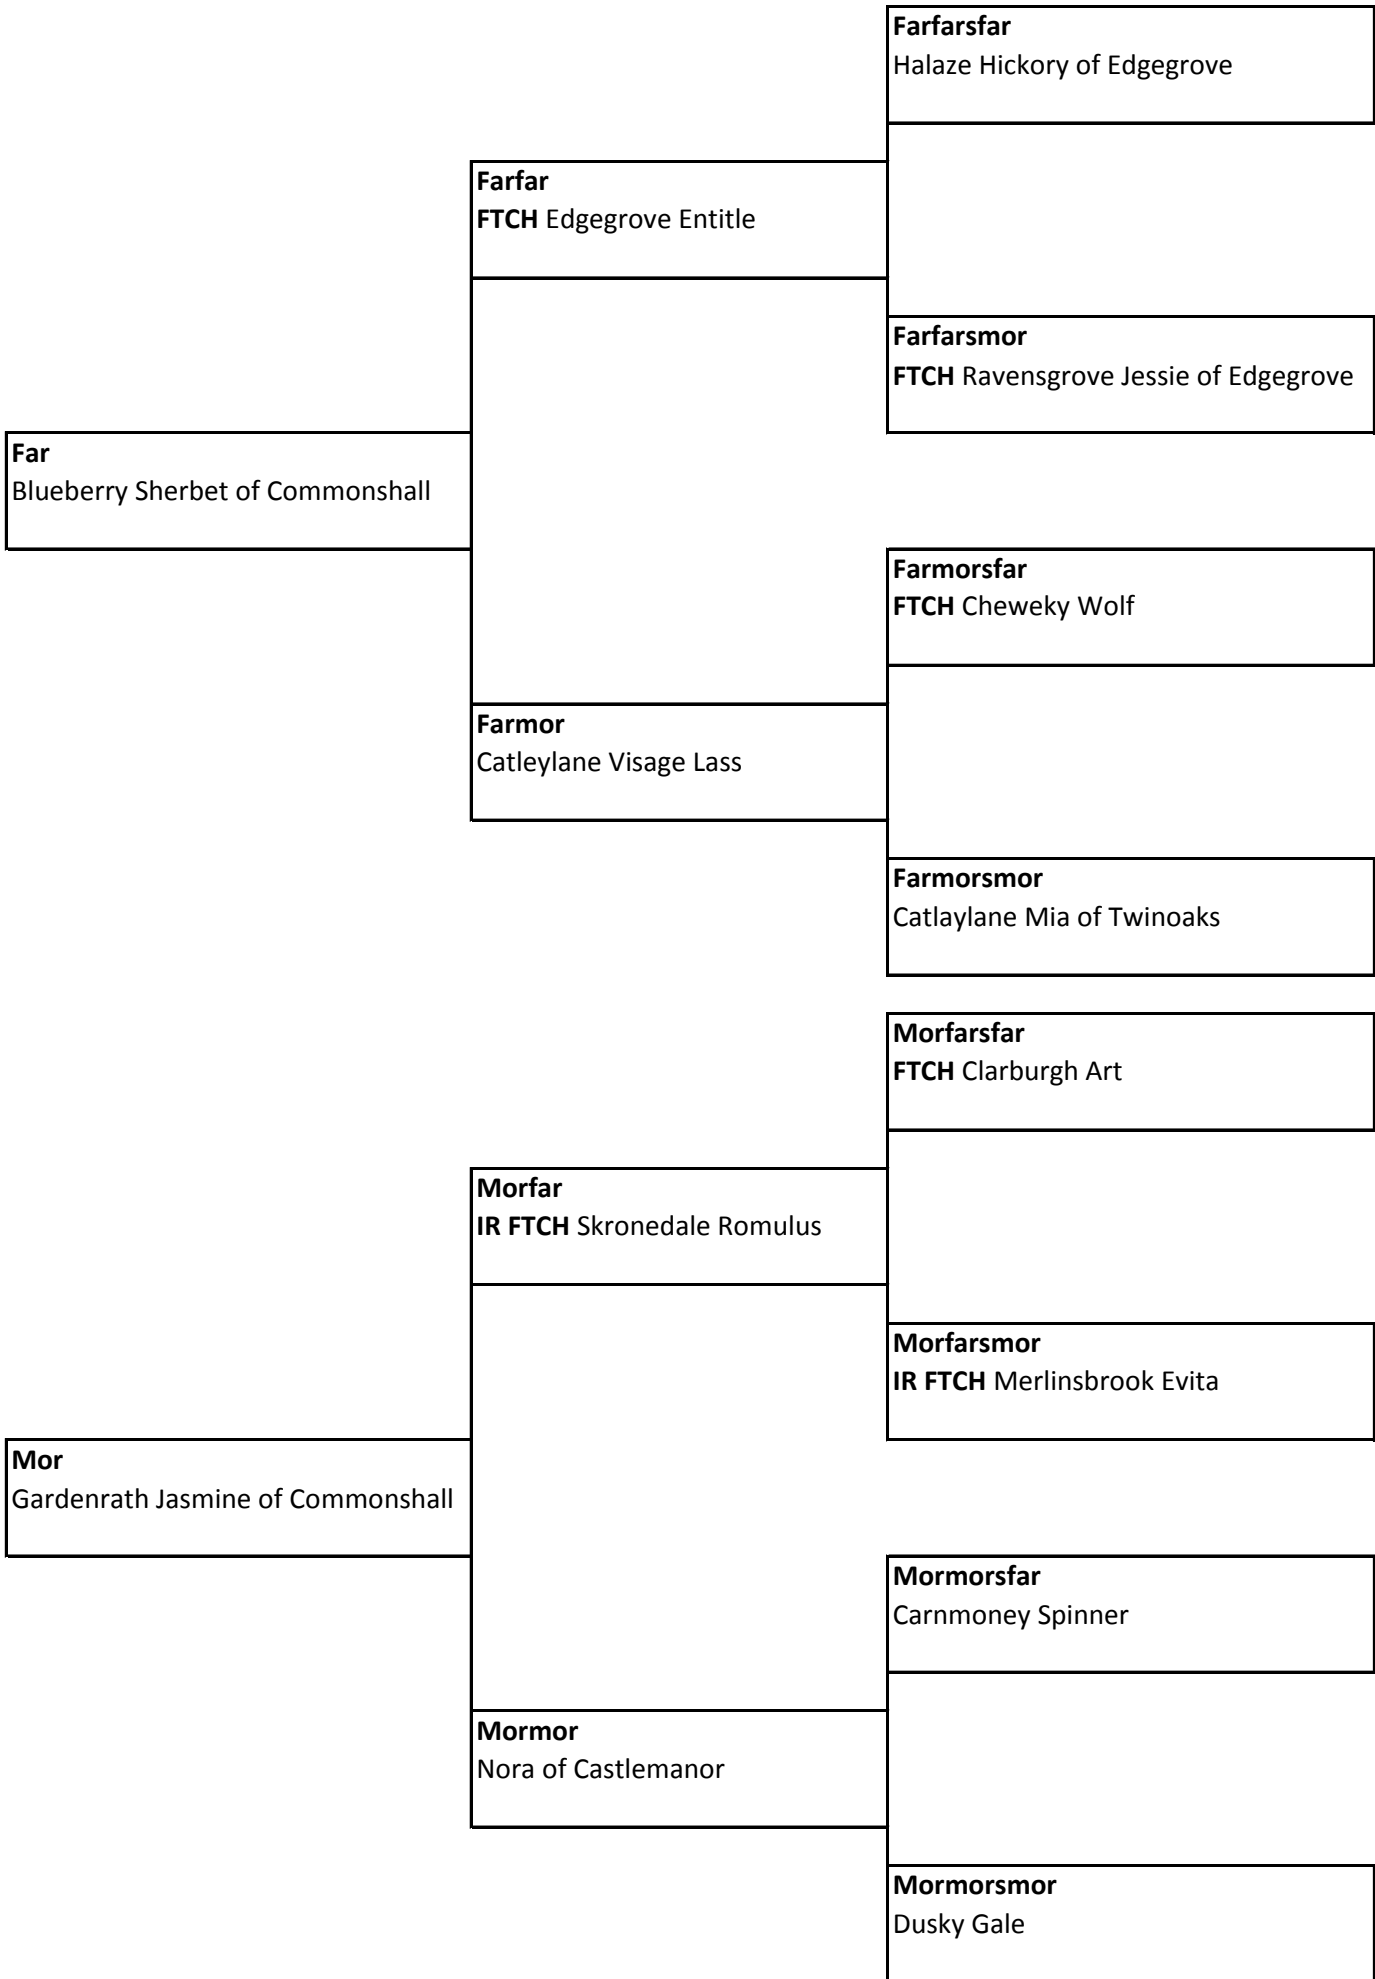 Farfarsfar
Halaze Hickory of Edgegrove
Farfar
FTCH Edgegrove Entitle
Farfarsmor
FTCH Ravensgrove Jessie of Edgegrove
Far
Blueberry Sherbet of Commonshall
Farmorsfar
FTCH Cheweky Wolf
Farmor
Catleylane Visage Lass
Farmorsmor
Catlaylane Mia of Twinoaks
Morfarsfar
FTCH Clarburgh Art
Morfar
IR FTCH Skronedale Romulus
Morfarsmor
IR FTCH Merlinsbrook Evita
Mor
Gardenrath Jasmine of Commonshall
Mormorsfar
Carnmoney Spinner
Mormor
Nora of Castlemanor
Mormorsmor
Dusky Gale